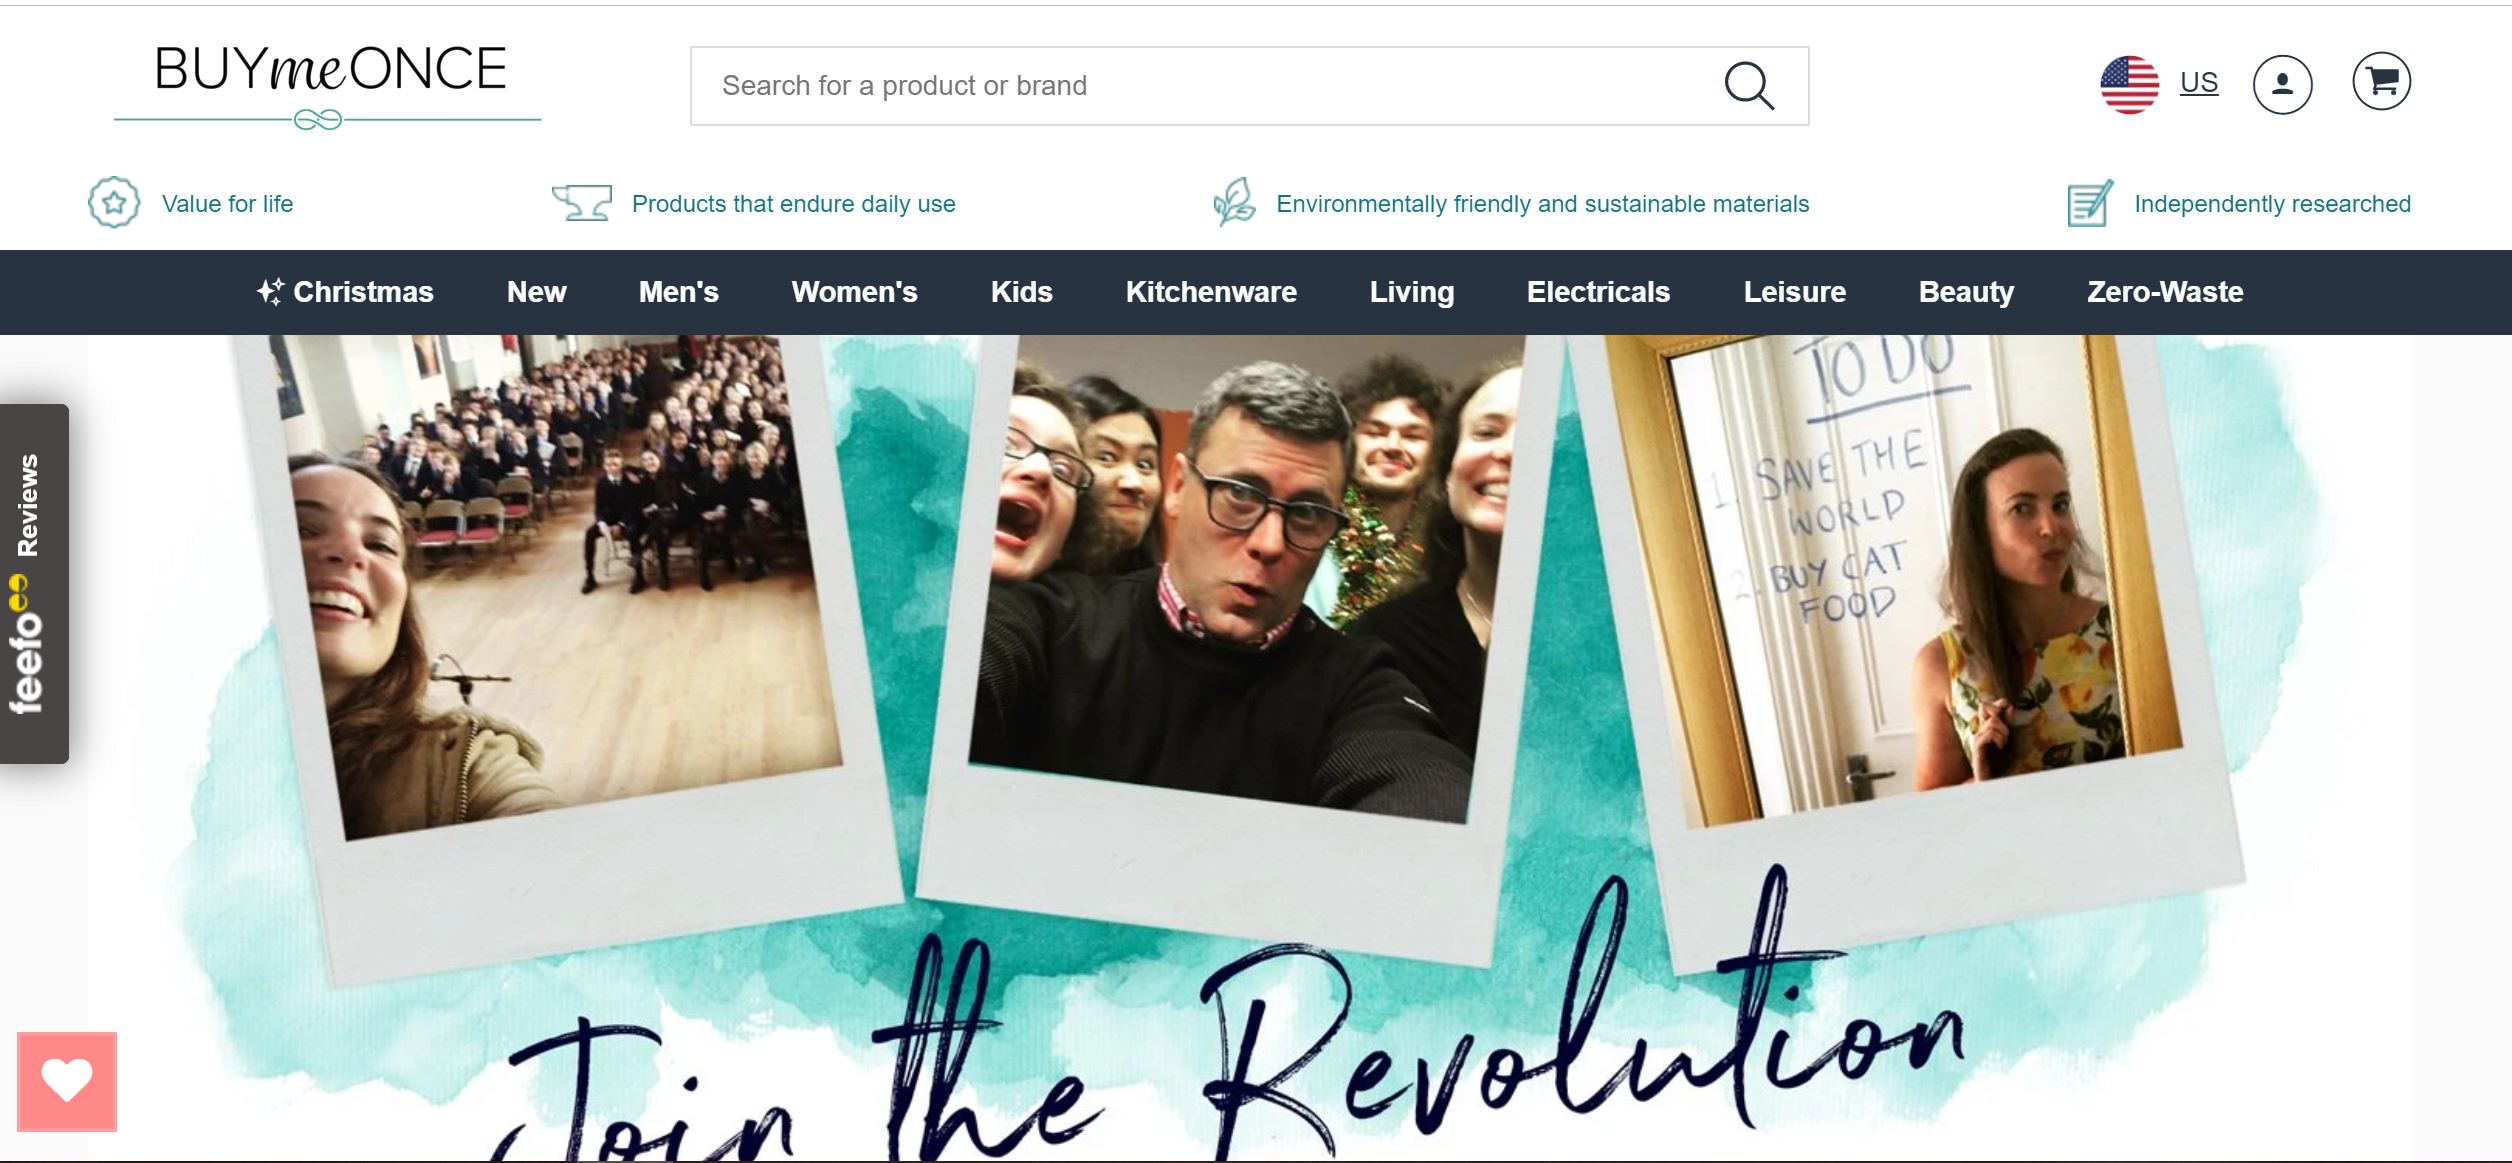 BUYmeONCE
Search for a product or brand
US
Value for life
Products that endure daily use
Environmentally friendly and sustainable materials
Independently researched
Christmas
New
Men's
Women's
Kids
Kitchenware
Living
Electricals
Leisure
Beauty
Zero-Waste
TO DO
1. SAVE THE
WORLD
2. BUY CAT
FOOD
feefo Reviews
Join the Revolution